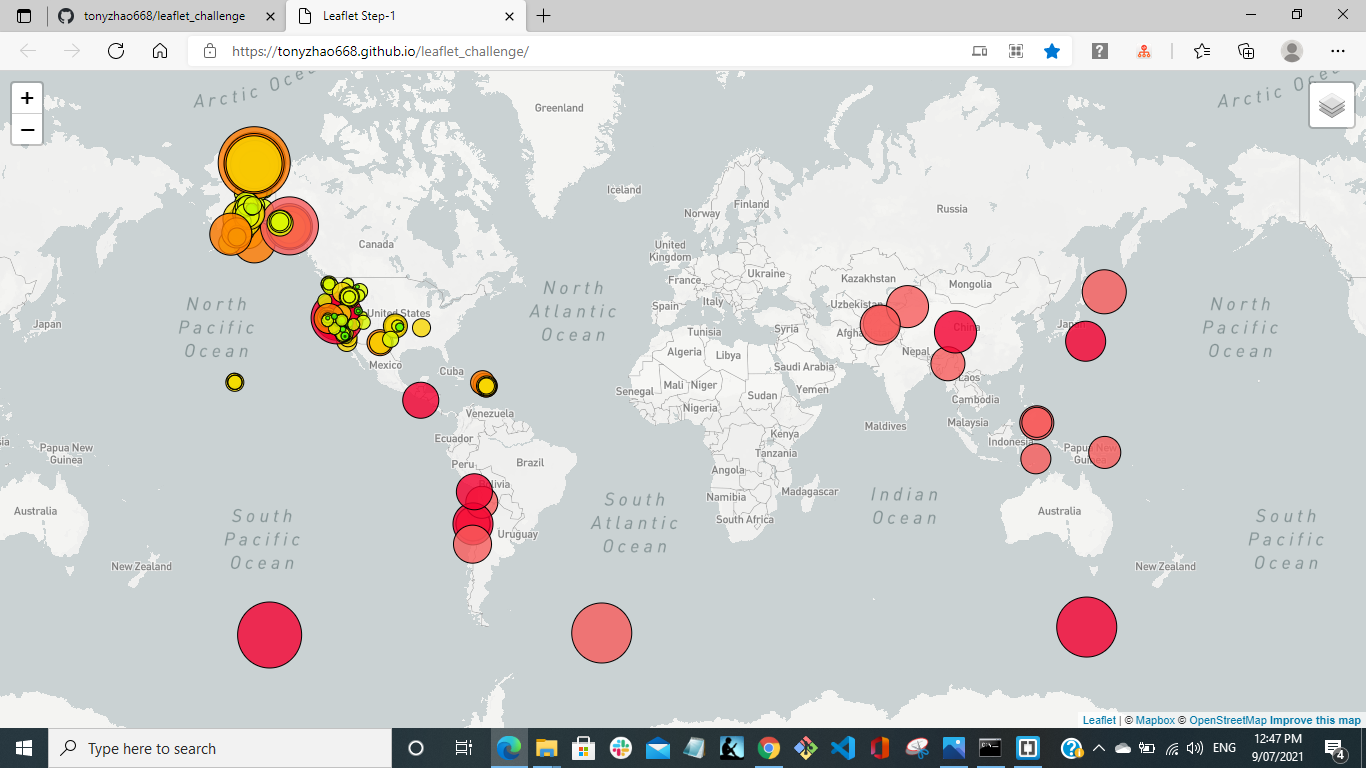 tonyzhao668/leaflet_challenge
Leaflet Step-1
https://tonyzhao668.github.io/leaflet_challenge/
Arctic Oce
Arctic Oce
+
−
Greenland
Iceland
Finland
Norway
Russia
United
Kingdom
Canada
Ukraine
France
Kazakhstan
Mongolia
North
Atlantic
Ocean
Italy
Spain
Uzbekistan
North
Pacific
Ocean
North
Pacific
Ocean
United States
Japan
Tunisia
Syria
China
Algeria
Libya
Nepal
Mexico
Cuba
Saudi Arabia
Laos
Senegal
Mali
Niger
Sudan
Yemen
Cambodia
Venezuela
Nigeria
Maldives
Malaysia
Ecuador
Kenya
Indonesia
Papua New
Guinea
Papua New
Guinea
Tanzania
Peru
Brazil
Angola
Bolivia
Namibia
Madagascar
South
Atlantic
Ocean
Indian
Ocean
Australia
Australia
South
Pacific
Ocean
South
Pacific
Ocean
South Africa
Uruguay
New Zealand
New Zealand
Leaflet | © Mapbox © OpenStreetMap Improve this map
Type here to search
ENG
12:47 PM
9/07/2021
4